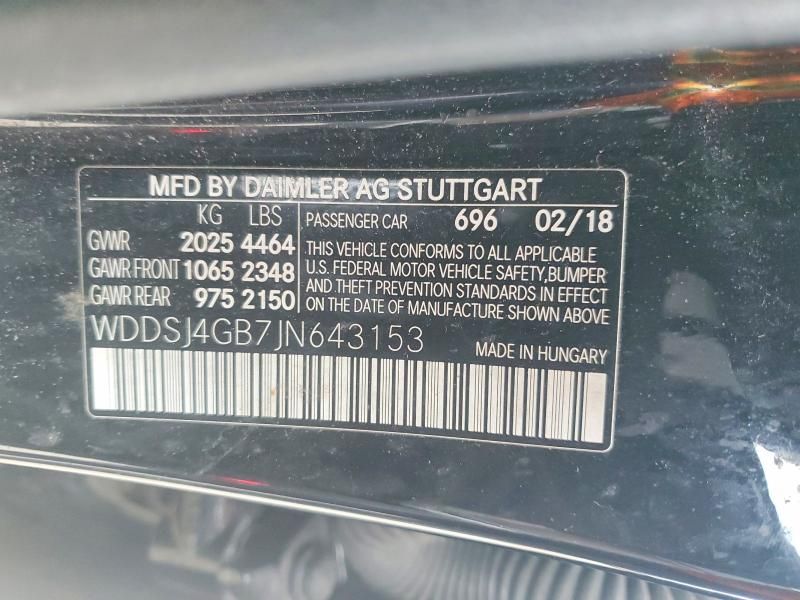 MFD BY DAIMLER AG STUTTGART
KG LBS
GVWR 2025 4464
GAWR FRONT 1065 2348
GAWR REAR 975 2150
PASSENGER CAR 696 02/18
THIS VEHICLE CONFORMS TO ALL APPLICABLE
U.S. FEDERAL MOTOR VEHICLE SAFETY, BUMPER
AND THEFT PREVENTION STANDARDS IN EFFECT
ON THE DATE OF MANUFACTURE SHOWN ABOVE
WDDSJ4GB7JN643153
MADE IN HUNGARY